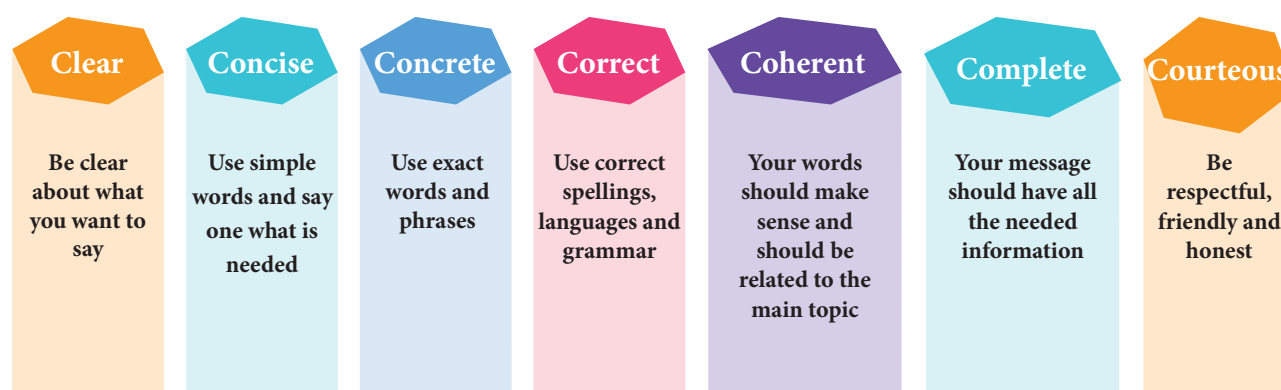 Clear
Be clear
about what
you want to
say
Concise
Use simple
words and say
one what is
needed
Concrete
Use exact
words and
phrases
Correct
Use correct
spellings,
languages and
grammar
Coherent
Your words
should make
sense and
should be
related to the
main topic
Complete
Your message
should have all
the needed
information
Courteous
Be
respectful,
friendly and
honest